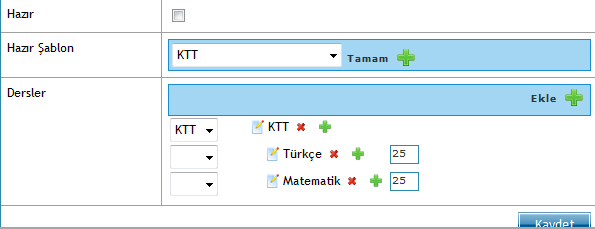 Hazır
Hazır Şablon KTT Tamam
Dersler Ekle
KTT KTT
Türkçe 25
Matematik 25
Kaydet